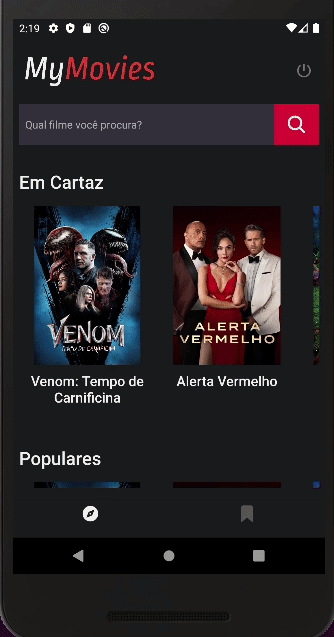 2:19
MyMovies
Qual filme você procura?
Em Cartaz
VENOM
TEMPO DE CARNIFICINA
ALERTA
VERMELHO
Venom: Tempo de
Carnificina
Alerta Vermelho
Populares